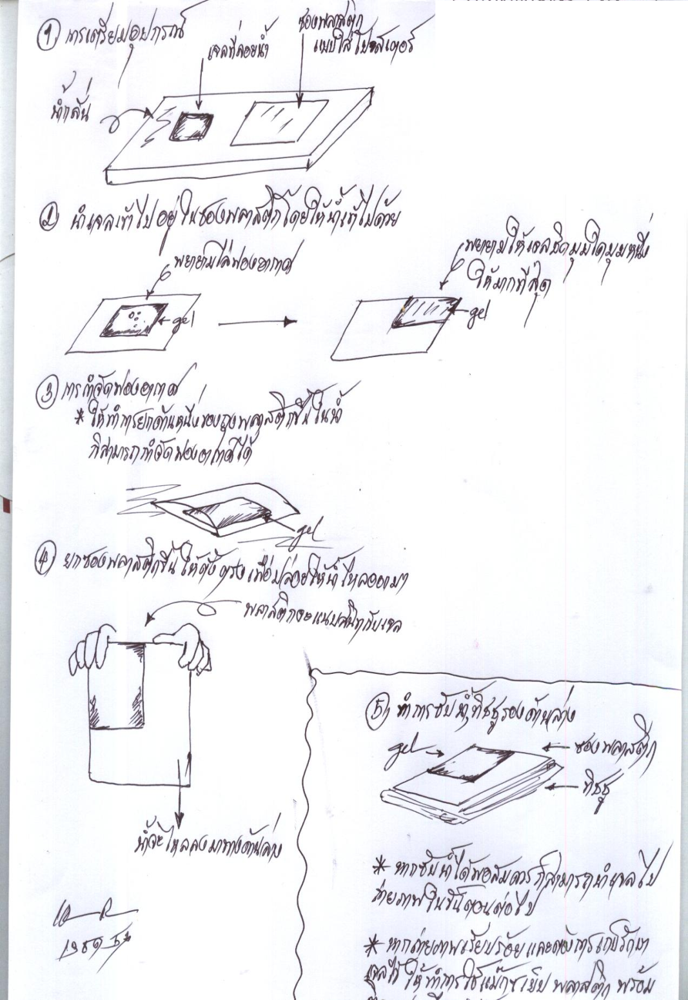 ① การเตรียมอุปกรณ์
เจลที่ลอยน้ำ
ซองพลาสติก
แบบใส่โปสเตอร์
น้ำกลั่น
② นำเจลเข้าไปอยู่ในซองพลาสติกโดยให้น้ำเข้าไปด้วย
พยายามไล่ฟองอากาศ
gel
พยายามให้เจลชิดมุมใดมุมหนึ่ง
ให้มากที่สุด
gel
③ การกำจัดฟองอากาศ
* ให้ทำการยกด้านหนึ่งของถุงพลาสติกขึ้นในน้ำ
ก็สามารถกำจัดฟองอากาศได้
gel
④ ยกซองพลาสติกขึ้นให้ตั้งตรงเพื่อปล่อยให้น้ำไหลออกมา
พลาสติกจะแนบสนิทกับเจล
น้ำจะไหลลงมาทางด้านล่าง
⑤ ทำการซับน้ำ ทิชชูรองด้านล่าง
gel
ซองพลาสติก
ทิชชู
* หากซับน้ำได้พอสมควรก็สามารถนำเจลไป
ถ่ายภาพในขั้นตอนต่อไป
* หากถ่ายภาพเรียบร้อยและต้องการเก็บรักษา
เจลไว้ ให้ทำการใช้แม็กซเย็บ พลาสติก พร้อม